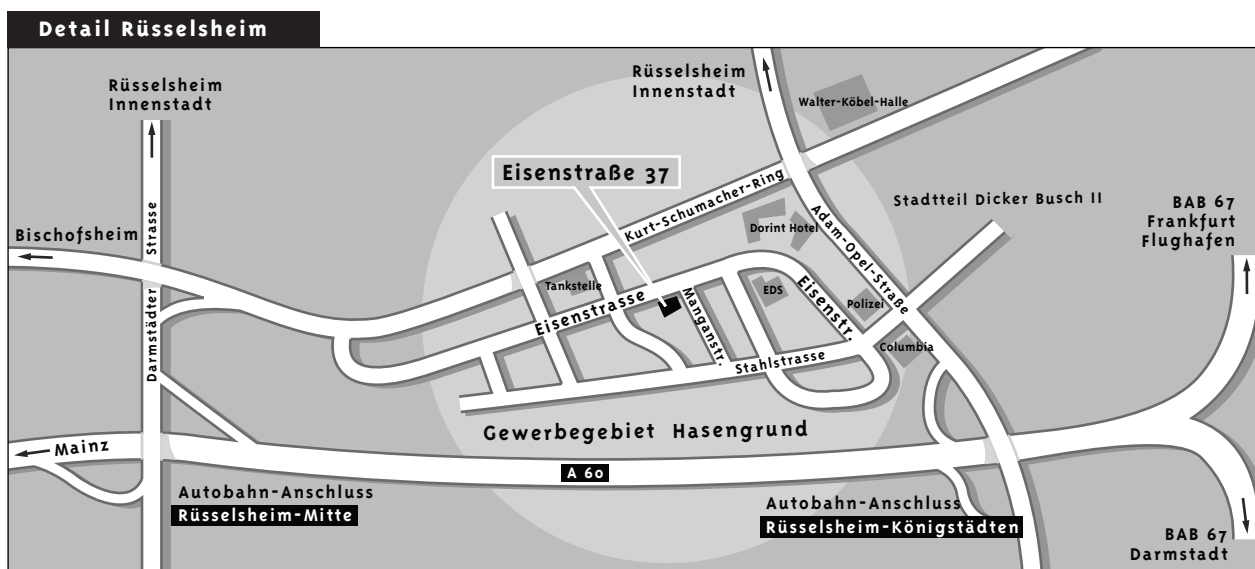 Detail Rüsselsheim
Rüsselsheim
Innenstadt
Rüsselsheim
Innenstadt
Walter-Köbel-Halle
Eisenstraße 37
Kurt-Schumacher-Ring
Stadtteil Dicker Busch II
BAB 67
Frankfurt
Flughafen
Bischofsheim
Darmstädter Strasse
Dorint Hotel
Adam-Opel-Straße
Tankstelle
EDS
Eisenstrasse
Manganstr.
Eisenstr.
Polizei
Columbia
Stahlstrasse
Gewerbegebiet Hasengrund
Mainz
A 60
Autobahn-Anschluss
Rüsselsheim-Mitte
Autobahn-Anschluss
Rüsselsheim-Königstädten
BAB 67
Darmstadt